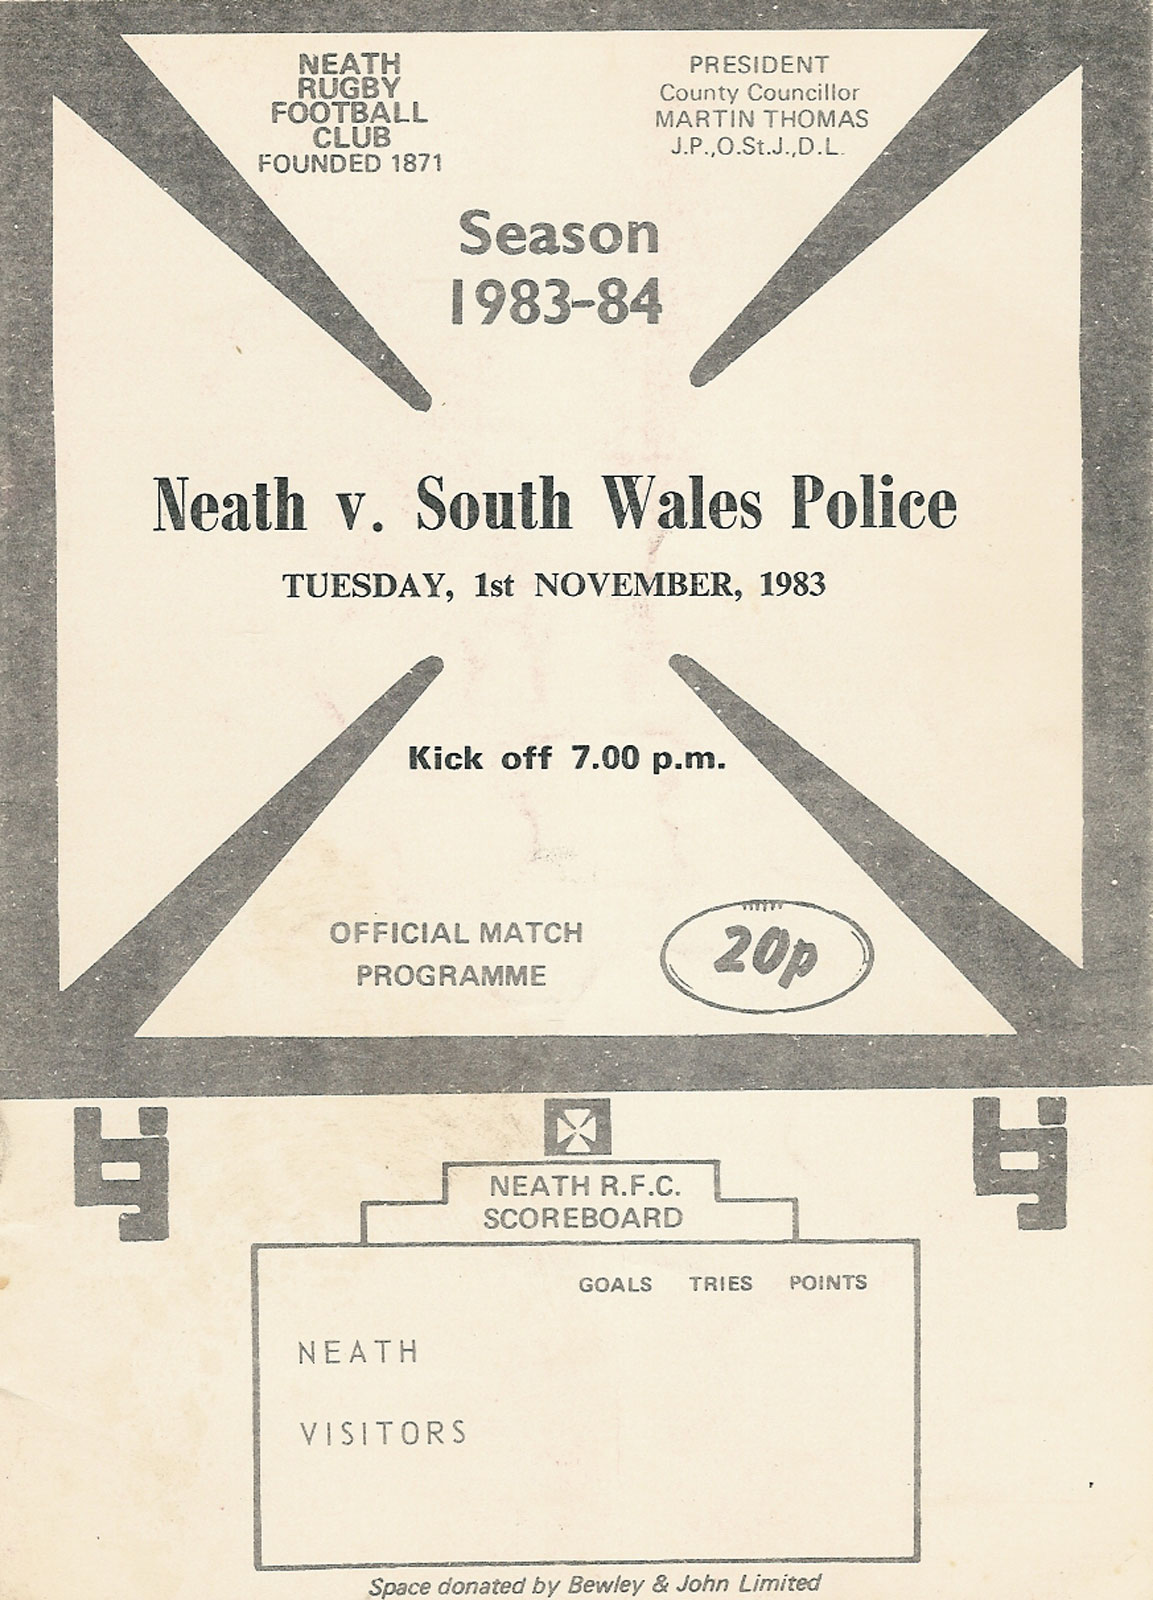 NEATH
RUGBY
FOOTBALL
CLUB
FOUNDED 1871
PRESIDENT
County Councillor
MARTIN THOMAS
J.P.,O.St.J.,D.L.
Season
1983-84
Neath v. South Wales Police
TUESDAY, 1st NOVEMBER, 1983
Kick off 7.00 p.m.
OFFICIAL MATCH
PROGRAMME
20p
NEATH R.F.C.
SCOREBOARD
GOALS TRIES POINTS
NEATH
VISITORS
Space donated by Bewley & John Limited